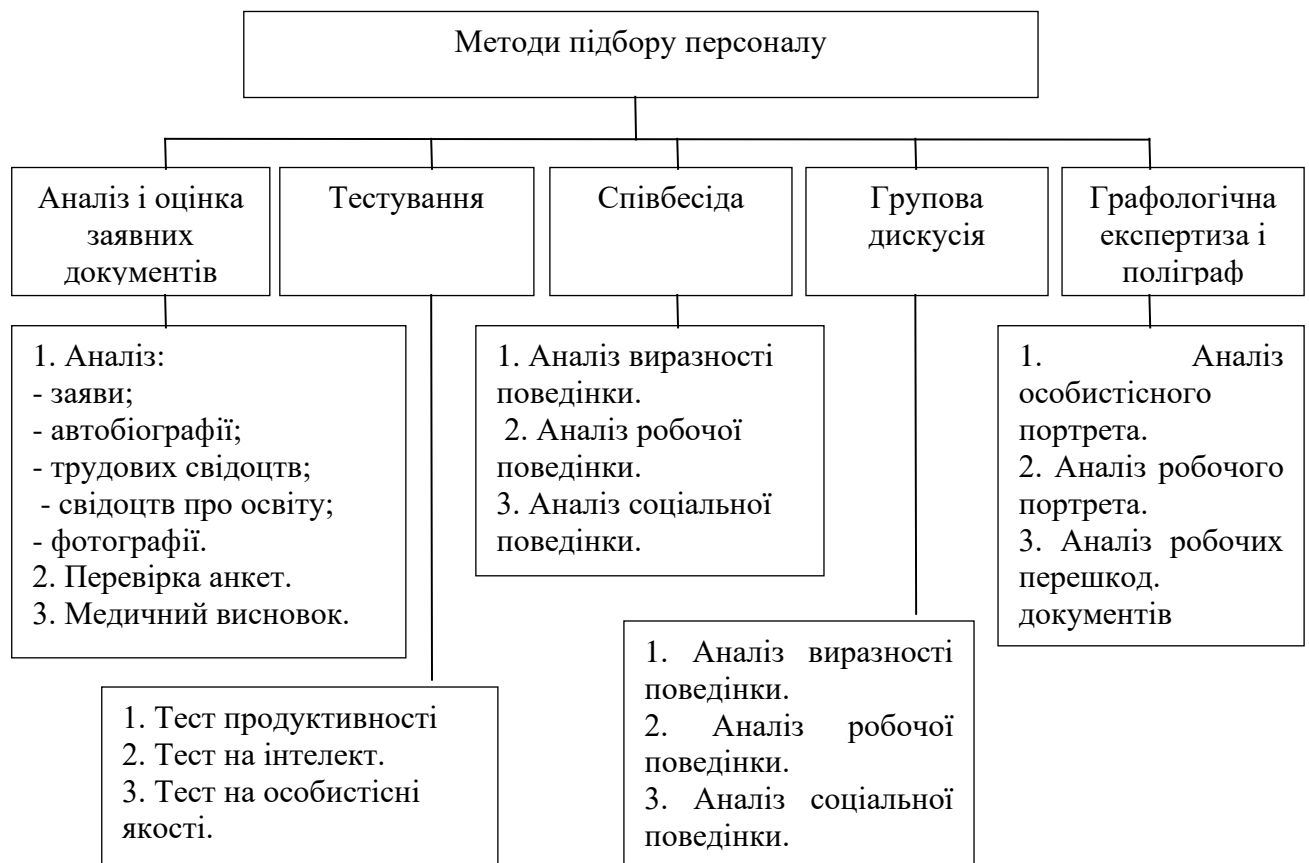 Методи підбору персоналу
Аналіз і оцінка
заявних
документів
Тестування
Співбесіда
Групова
дискусія
Графологічна
експертиза і
поліграф
1. Аналіз:
- заяви;
- автобіографії;
- трудових свідоцтв;
- свідоцтв про освіту;
- фотографії.
2. Перевірка анкет.
3. Медичний висновок.
1. Тест продуктивності
2. Тест на інтелект.
3. Тест на особистісні
якості.
1. Аналіз виразності
поведінки.
2. Аналіз робочої
поведінки.
3. Аналіз соціальної
поведінки.
1. Аналіз виразності
поведінки.
2. Аналіз робочої
поведінки.
3. Аналіз соціальної
поведінки.
1. Аналіз
особистісного
портрета.
2. Аналіз робочого
портрета.
3. Аналіз робочих
перешкод.
документів